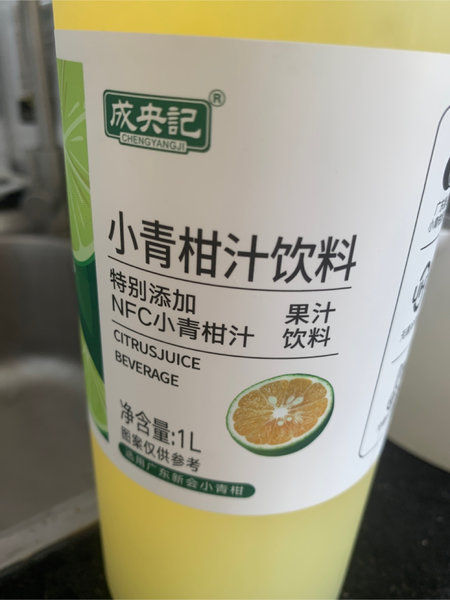 成央記
®
CHENGYANGJI
小青柑汁饮料
特别添加
NFC小青柑汁
果汁
饮料
CITRUSJUICE
BEVERAGE
净含量:1L
图案仅供参考
选用广东新会小青柑